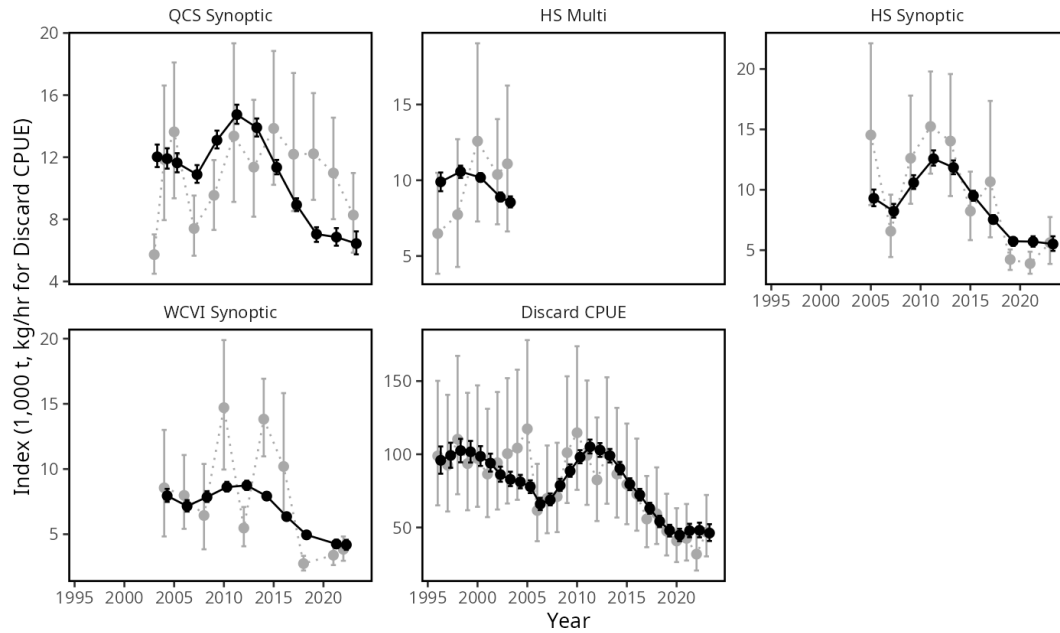 QCS Synoptic
HS Multi
HS Synoptic
20
16
12
8
4
15
10
5
20
15
10
5
1995 2000 2005 2010 2015 2020
WCVI Synoptic
Discard CPUE
20
15
10
5
150
100
50
1995 2000 2005 2010 2015 2020
1995 2000 2005 2010 2015 2020
Index (1,000 t, kg/hr for Discard CPUE)
Year